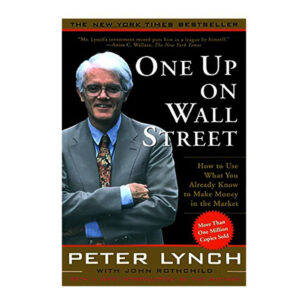 THE NEW YORK TIMES BESTSELLER
"Mr. Lynch's investment record puts him in a league by himself."
—Anise C. Wallace, The New York Times
ONE UP
ON
WALL
STREET
How to Use
What You
Already Know
to Make Money
in the Market
More Than
One Million
Copies Sold
PETER LYNCH
WITH JOHN ROTHCHILD